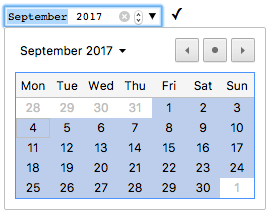 September 2017
September 2017
Mon Tue Wed Thu Fri Sat Sun
28 29 30 31 1 2 3
4 5 6 7 8 9 10
11 12 13 14 15 16 17
18 19 20 21 22 23 24
25 26 27 28 29 30 1